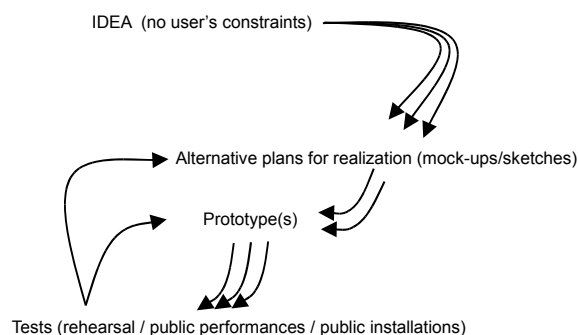 IDEA (no user's constraints)
Alternative plans for realization (mock-ups/sketches)
Prototype(s)
Tests (rehearsal / public performances / public installations)